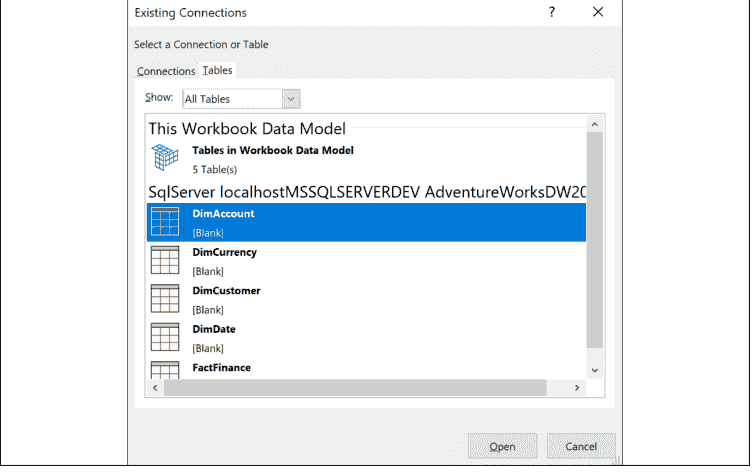 Existing Connections ?
Select a Connection or Table
Connections Tables
Show: All Tables
This Workbook Data Model
Tables in Workbook Data Model
5 Table(s)
SqlServer localhostMSSQLSERVERDEV AdventureWorksDW20
DimAccount
[Blank]
DimCurrency
[Blank]
DimCustomer
[Blank]
DimDate
[Blank]
FactFinance
Open Cancel